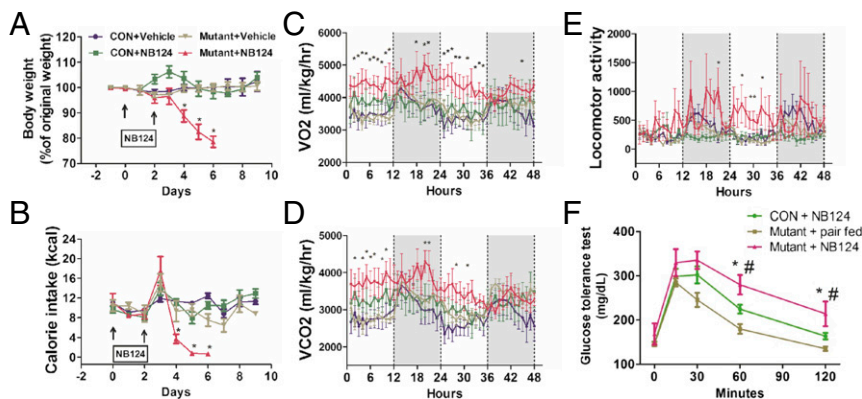 A
CON+Vehicle
Mutant+Vehicle
CON+NB124
Mutant+NB124
Body weight
(%of original weight)
120
110
100
90
80
70
NB124
*
*
*
-2
0
2
4
6
8
10
Days
B
Calorie intake (kcal)
24
20
16
12
8
4
0
NB124
*
*
*
-2
0
2
4
6
8
10
Days
C
VO2 (ml/kg/hr)
6000
5000
4000
3000
2000
0
6
12
18
24
30
36
42
48
Hours
D
VCO2 (ml/kg/hr)
5000
4000
3000
2000
1000
0
6
12
18
24
30
36
42
48
Hours
E
Locomotor activity
2000
1500
1000
500
0
0
12
24
36
48
Hours
F
CON + NB124
Mutant + pair fed
Mutant + NB124
Glucose tolerance test
(mg/dL)
400
300
200
100
* #
* #
0
20
40
60
80
100
120
Minutes